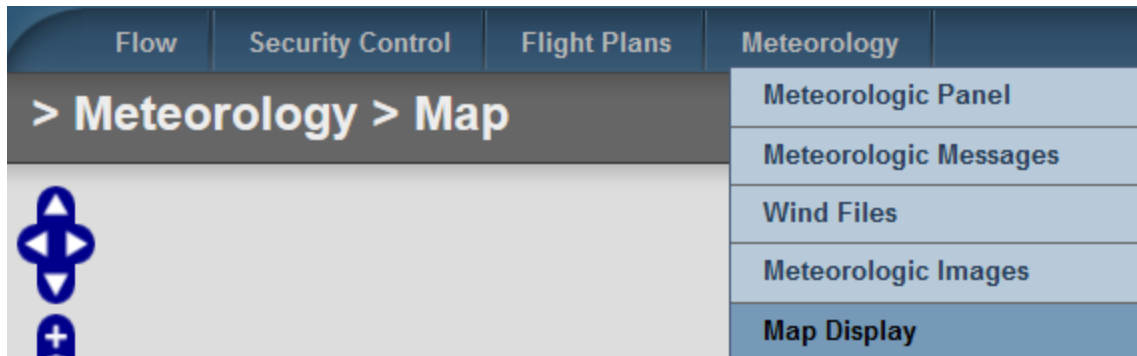 Flow Security Control Flight Plans Meteorology
> Meteorology > Map
Meteorologic Panel
Meteorologic Messages
Wind Files
Meteorologic Images
Map Display
+